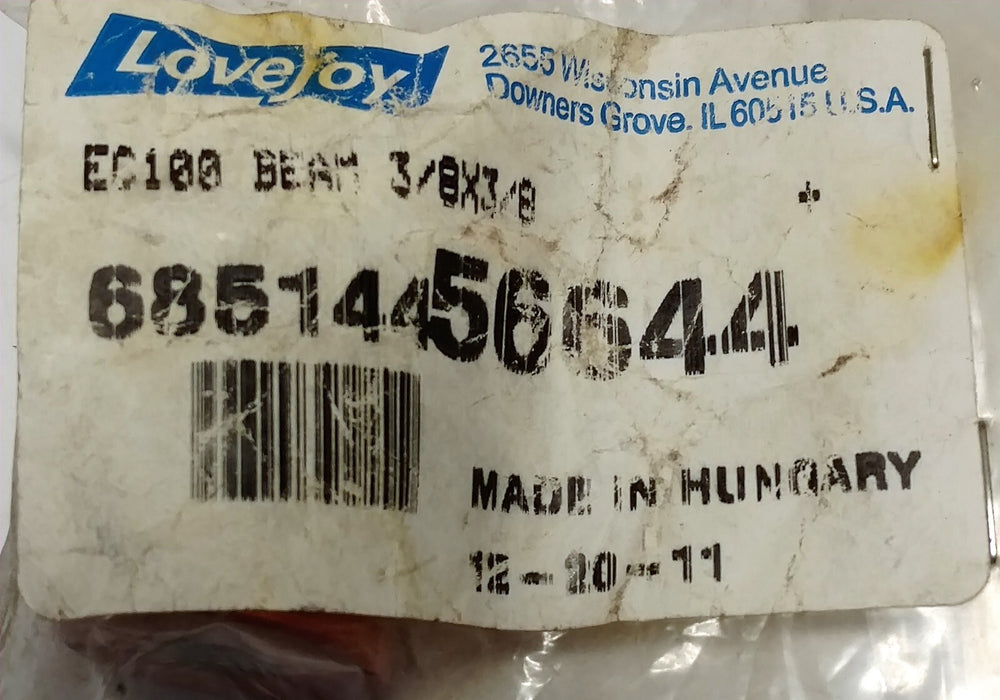 Lovejoy
2655 Wisconsin Avenue
Downers Grove, IL 60515 U.S.A.
EC100 BEAM 3/8X3/8
+
68514456644
MADE IN HUNGARY
12-20-11